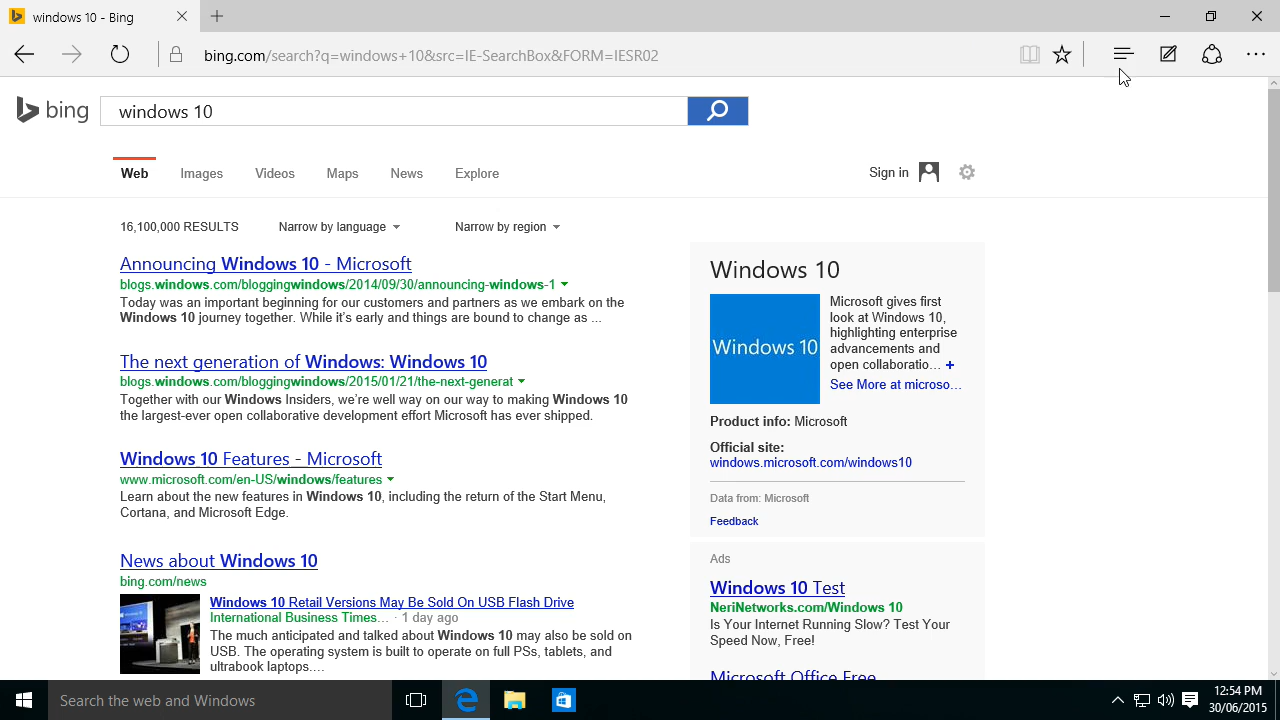 windows 10 - Bing
bing.com/search?q=windows+10&src=IE-SearchBox&FORM=IESR02
bing
windows 10
Web Images Videos Maps News Explore
Sign in
16,100,000 RESULTS Narrow by language Narrow by region
Announcing Windows 10 - Microsoft
blogs.windows.com/bloggingwindows/2014/09/30/announcing-windows-1
Today was an important beginning for our customers and partners as we embark on the
Windows 10 journey together. While it's early and things are bound to change as ...
The next generation of Windows: Windows 10
blogs.windows.com/bloggingwindows/2015/01/21/the-next-generat
Together with our Windows Insiders, we're well way on our way to making Windows 10
the largest-ever open collaborative development effort Microsoft has ever shipped.
Windows 10 Features - Microsoft
www.microsoft.com/en-US/windows/features
Learn about the new features in Windows 10, including the return of the Start Menu,
Cortana, and Microsoft Edge.
News about Windows 10
bing.com/news
Windows 10 Retail Versions May Be Sold On USB Flash Drive
International Business Times... · 1 day ago
The much anticipated and talked about Windows 10 may also be sold on
USB. The operating system is built to operate on full PSs, tablets, and
ultrabook laptops....
Windows 10
Windows 10
Microsoft gives first
look at Windows 10,
highlighting enterprise
advancements and
open collaboratio... +
See More at microso...
Product info: Microsoft
Official site:
windows.microsoft.com/windows10
Data from: Microsoft
Feedback
Ads
Windows 10 Test
NeriNetworks.com/Windows 10
Is Your Internet Running Slow? Test Your
Speed Now, Free!
Microsoft Office Free
Search the web and Windows
12:54 PM
30/06/2015